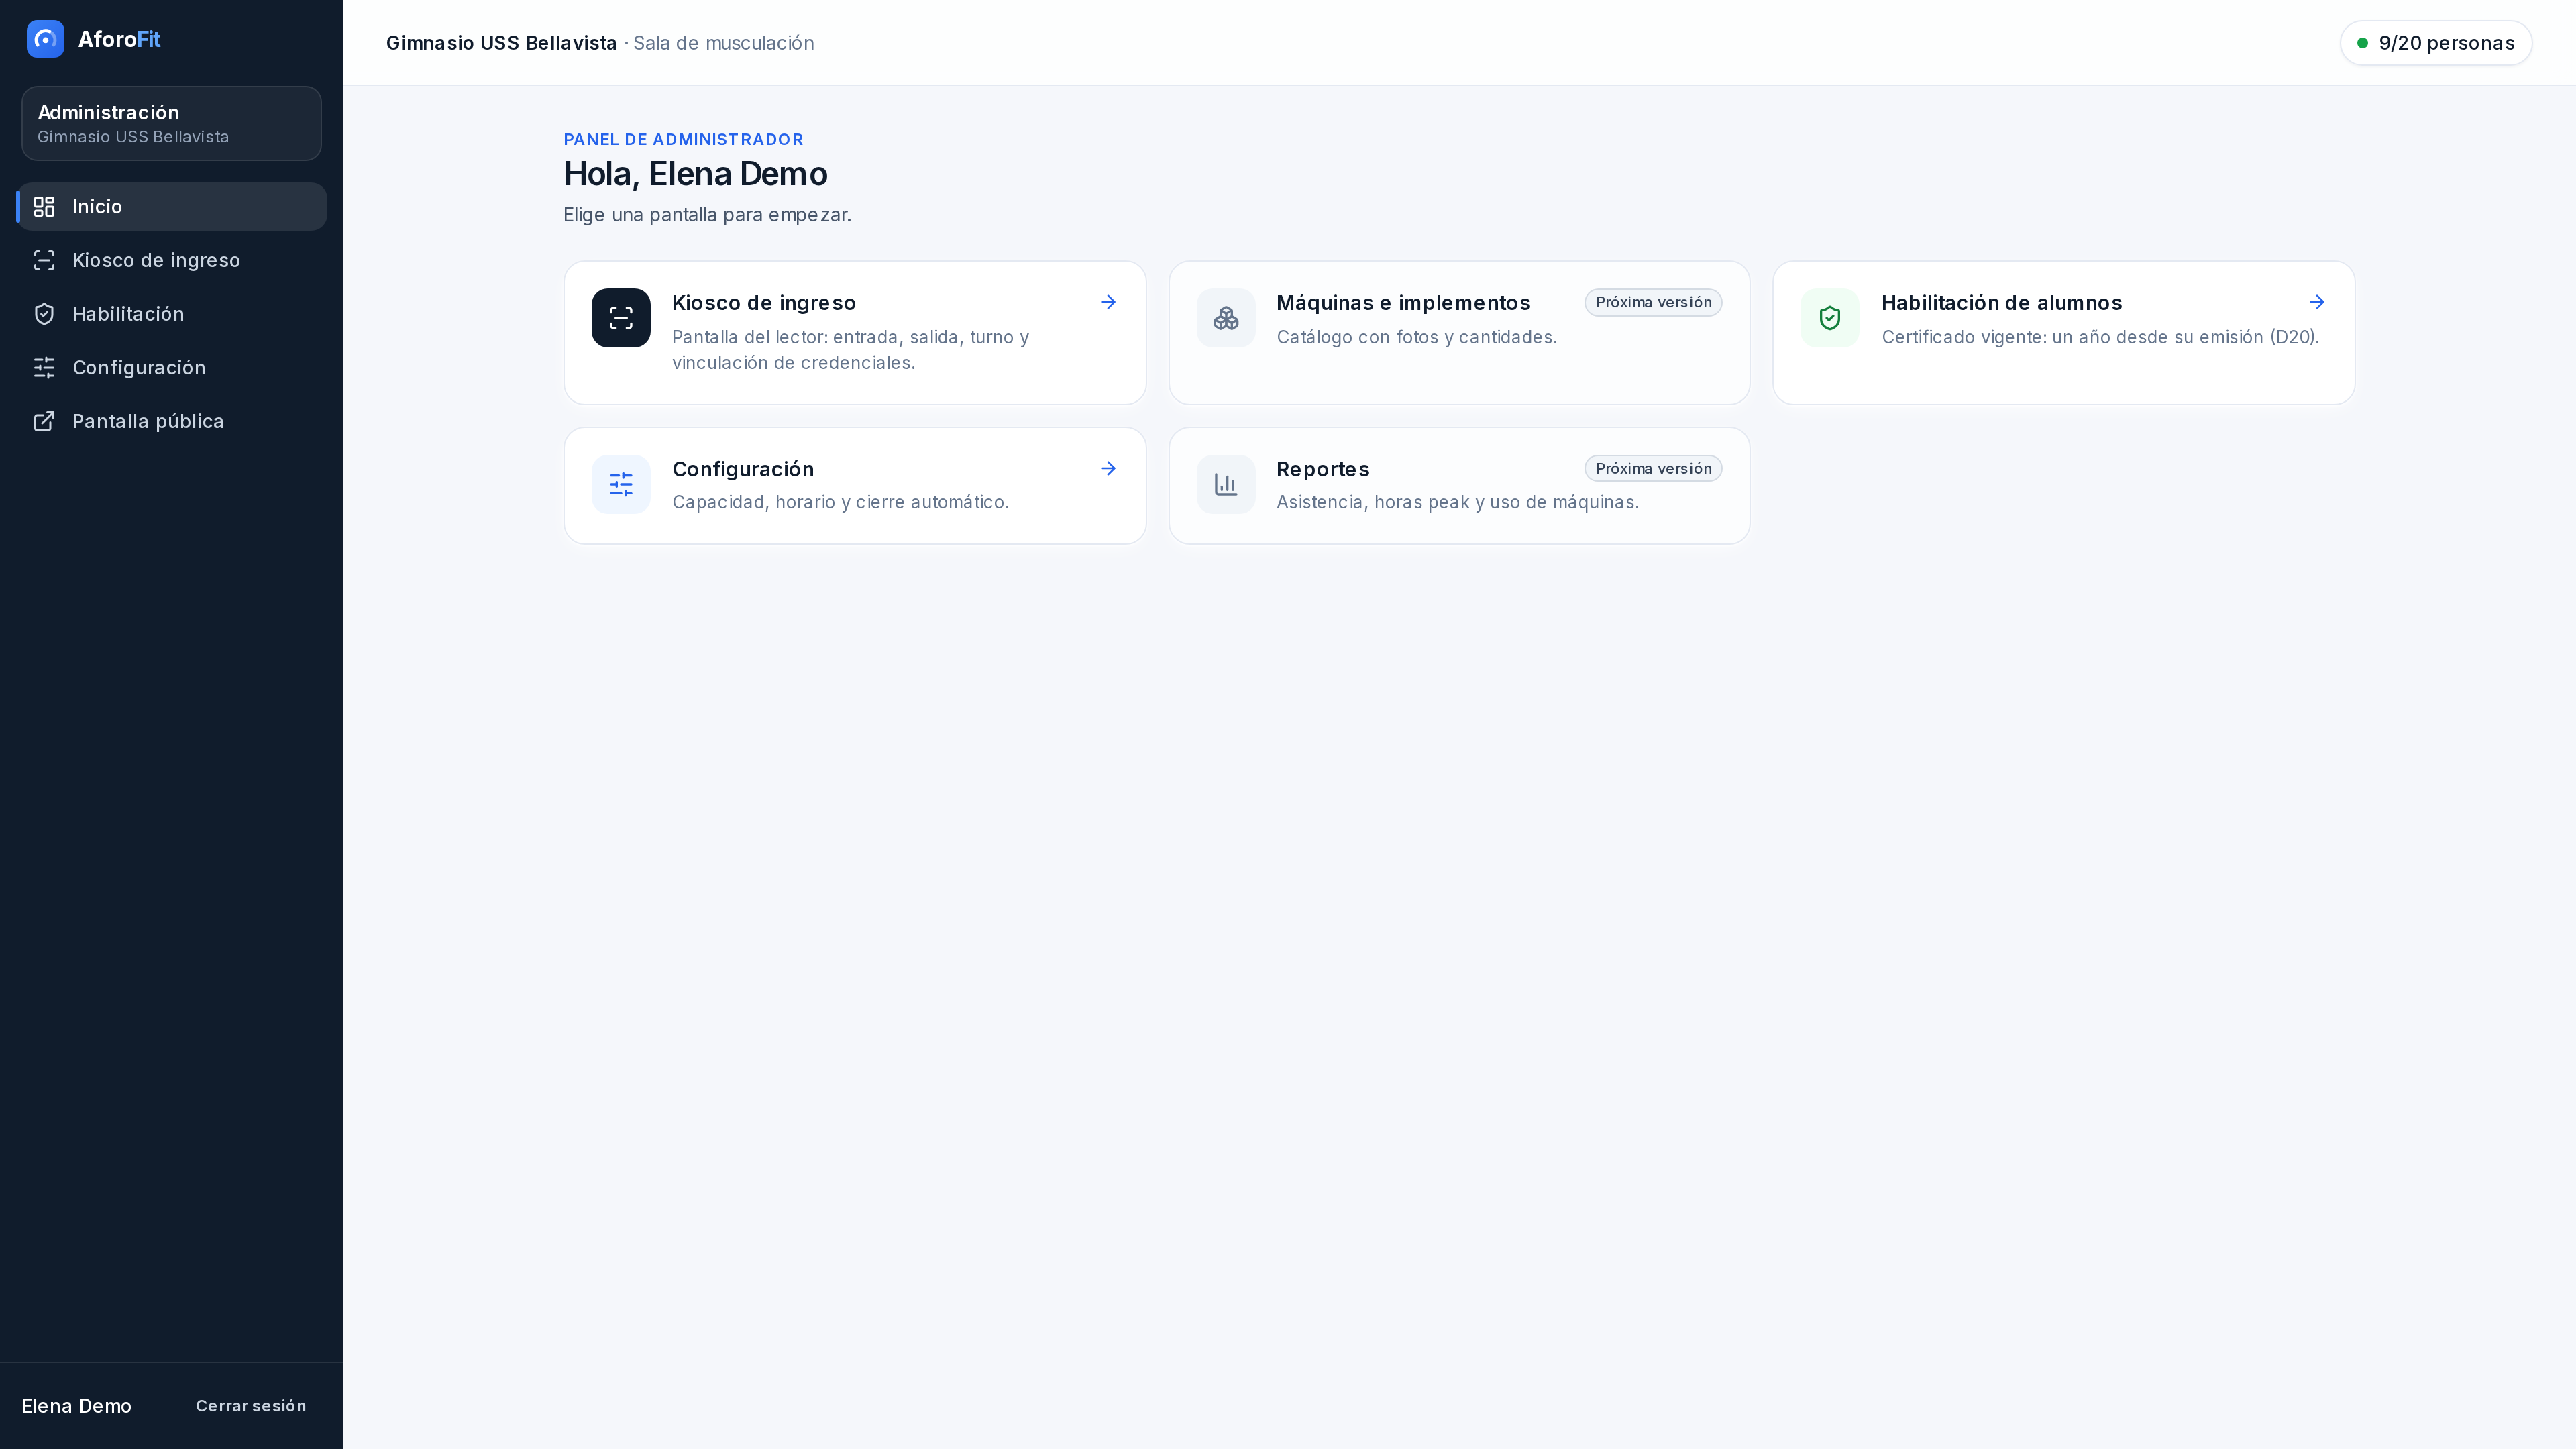 AforoFit
Administración
Gimnasio USS Bellavista
Inicio
Kiosco de ingreso
Habilitación
Configuración
Pantalla pública
Elena Demo
Cerrar sesión
Gimnasio USS Bellavista · Sala de musculación
9/20 personas
PANEL DE ADMINISTRADOR
Hola, Elena Demo
Elige una pantalla para empezar.
Kiosco de ingreso
Pantalla del lector: entrada, salida, turno y
vinculación de credenciales.
Máquinas e implementos
Próxima versión
Catálogo con fotos y cantidades.
Habilitación de alumnos
Certificado vigente: un año desde su emisión (D20).
Configuración
Capacidad, horario y cierre automático.
Reportes
Próxima versión
Asistencia, horas peak y uso de máquinas.